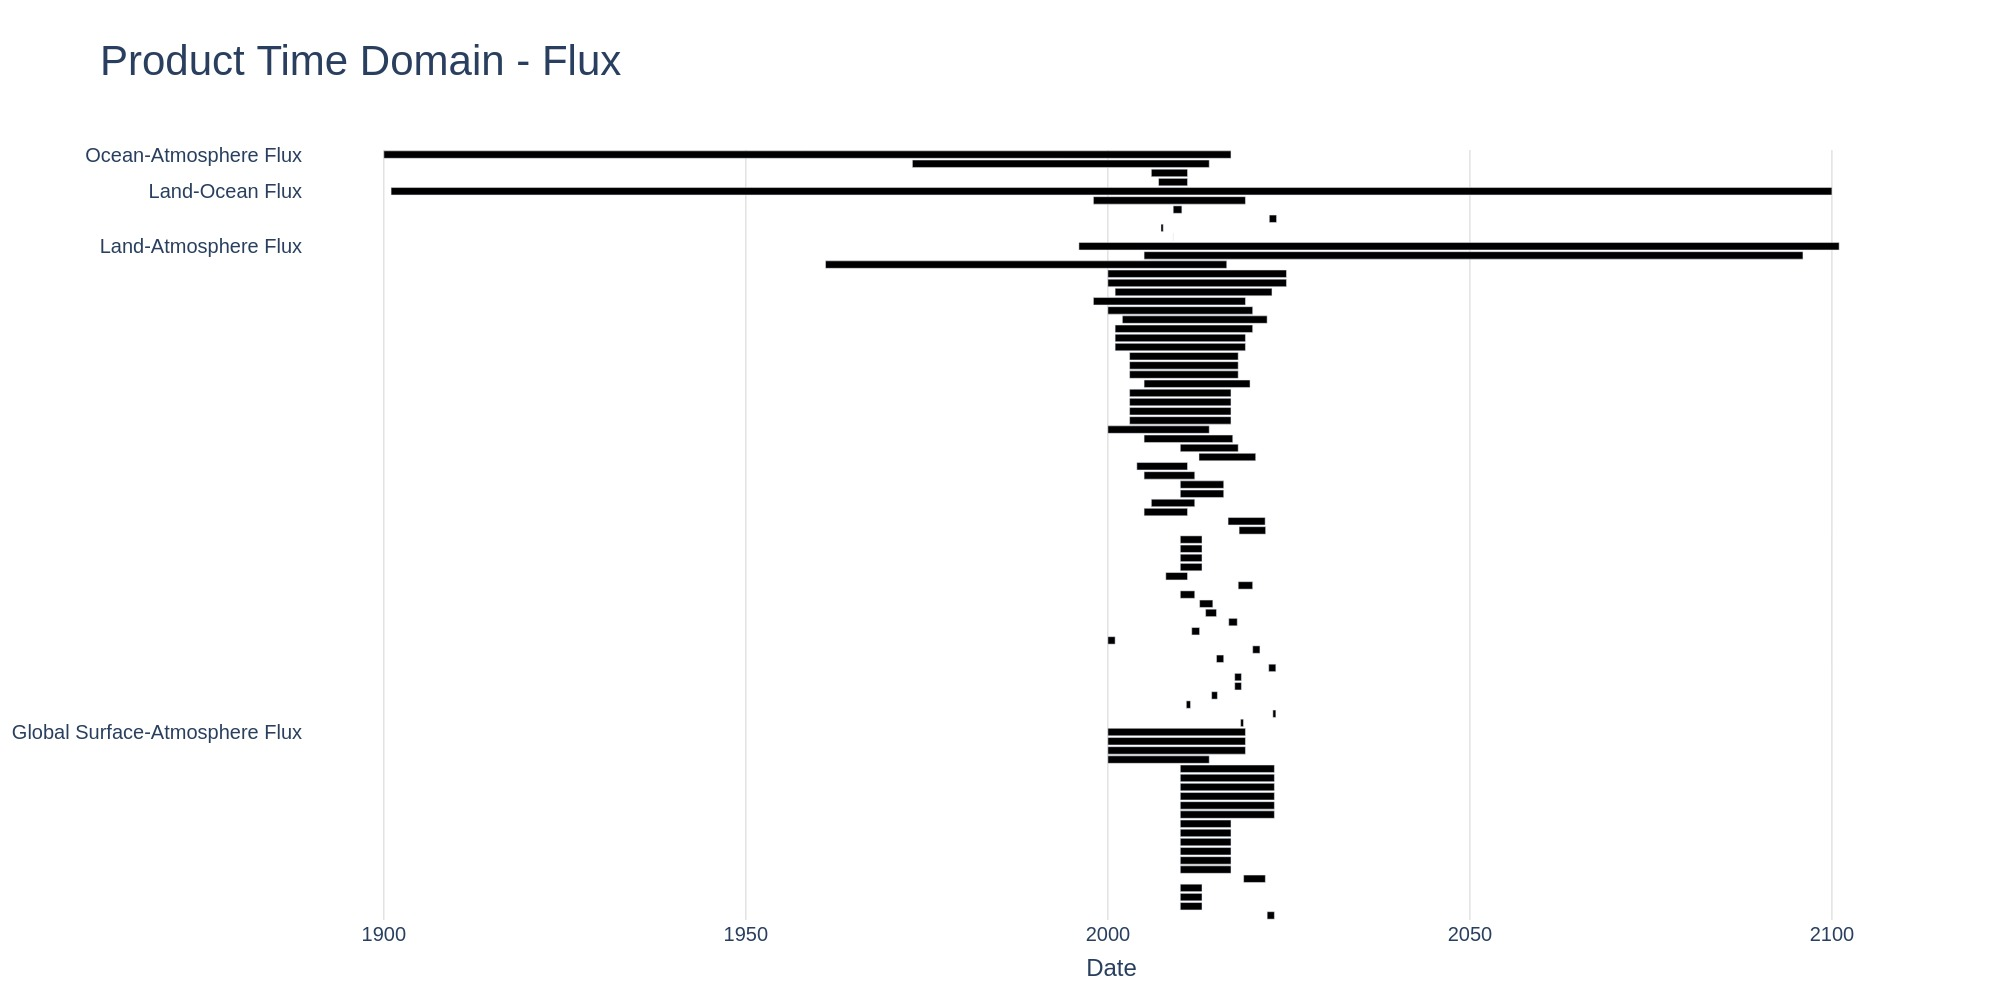 Product Time Domain - Flux
Ocean-Atmosphere Flux
Land-Ocean Flux
Land-Atmosphere Flux
Global Surface-Atmosphere Flux
1900 1950 2000 2050 2100
Date